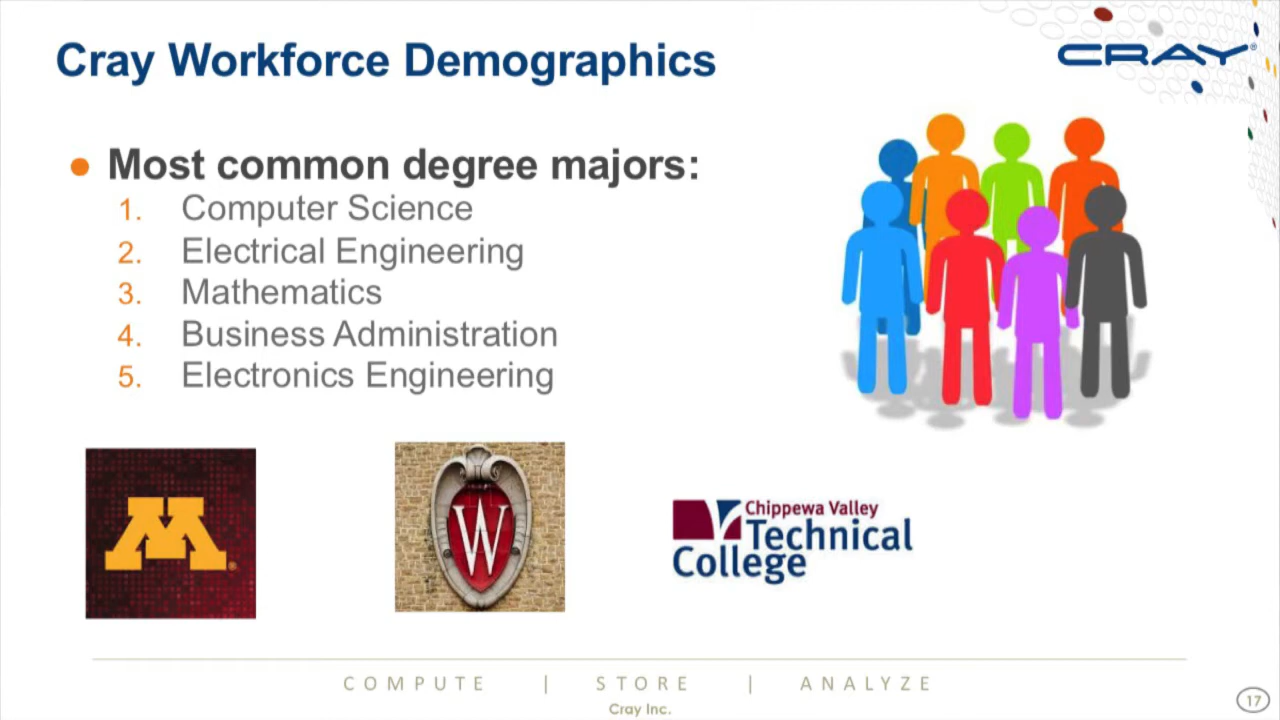 Cray Workforce Demographics
CRAY®
● Most common degree majors:
1. Computer Science
2. Electrical Engineering
3. Mathematics
4. Business Administration
5. Electronics Engineering
M
W
Chippewa Valley
Technical
College
COMPUTE | STORE | ANALYZE
Cray Inc.
17